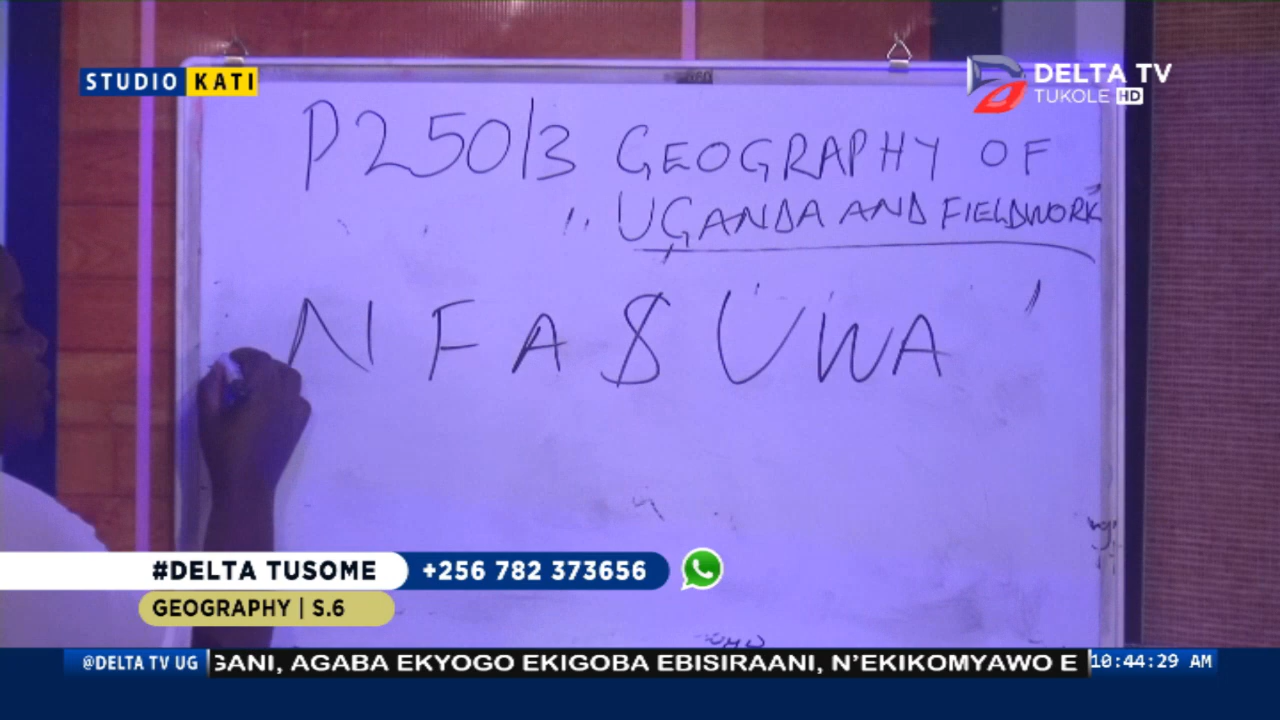 STUDIO KATI
DELTA TV
TUKOLE HD
P250/3 GEOGRAPHY OF
UGANDA AND FIELDWORK
N F A S UWA
#DELTA TUSOME +256 782 373656
GEOGRAPHY | S.6
@DELTA TV UG GANI, AGABA EKYOGO EKIGOBA EBISIRAANI, N'EKIKOMYAWO E 10:44:29 AM